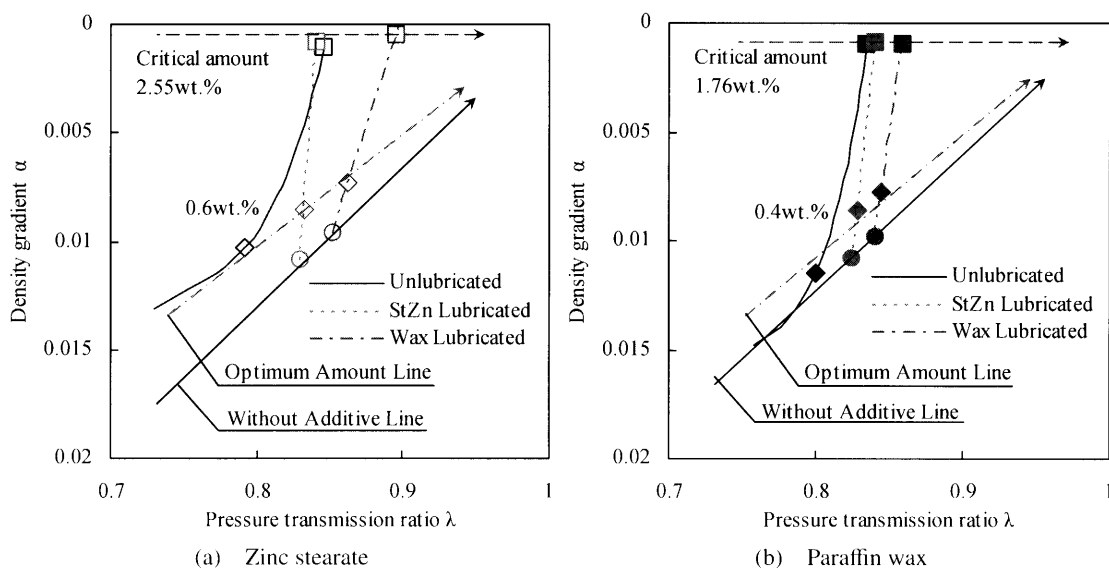 0
0.005
0.01
0.015
0.02
Density gradient α
Critical amount
2.55wt.%
0.6wt.%
Unlubricated
StZn Lubricated
Wax Lubricated
Optimum Amount Line
Without Additive Line
0.7
0.8
0.9
1
Pressure transmission ratio λ
(a) Zinc stearate
0
0.005
0.01
0.015
0.02
Density gradient α
Critical amount
1.76wt.%
0.4wt.%
Unlubricated
StZn Lubricated
Wax Lubricated
Optimum Amount Line
Without Additive Line
0.7
0.8
0.9
1
Pressure transmission ratio λ
(b) Paraffin wax